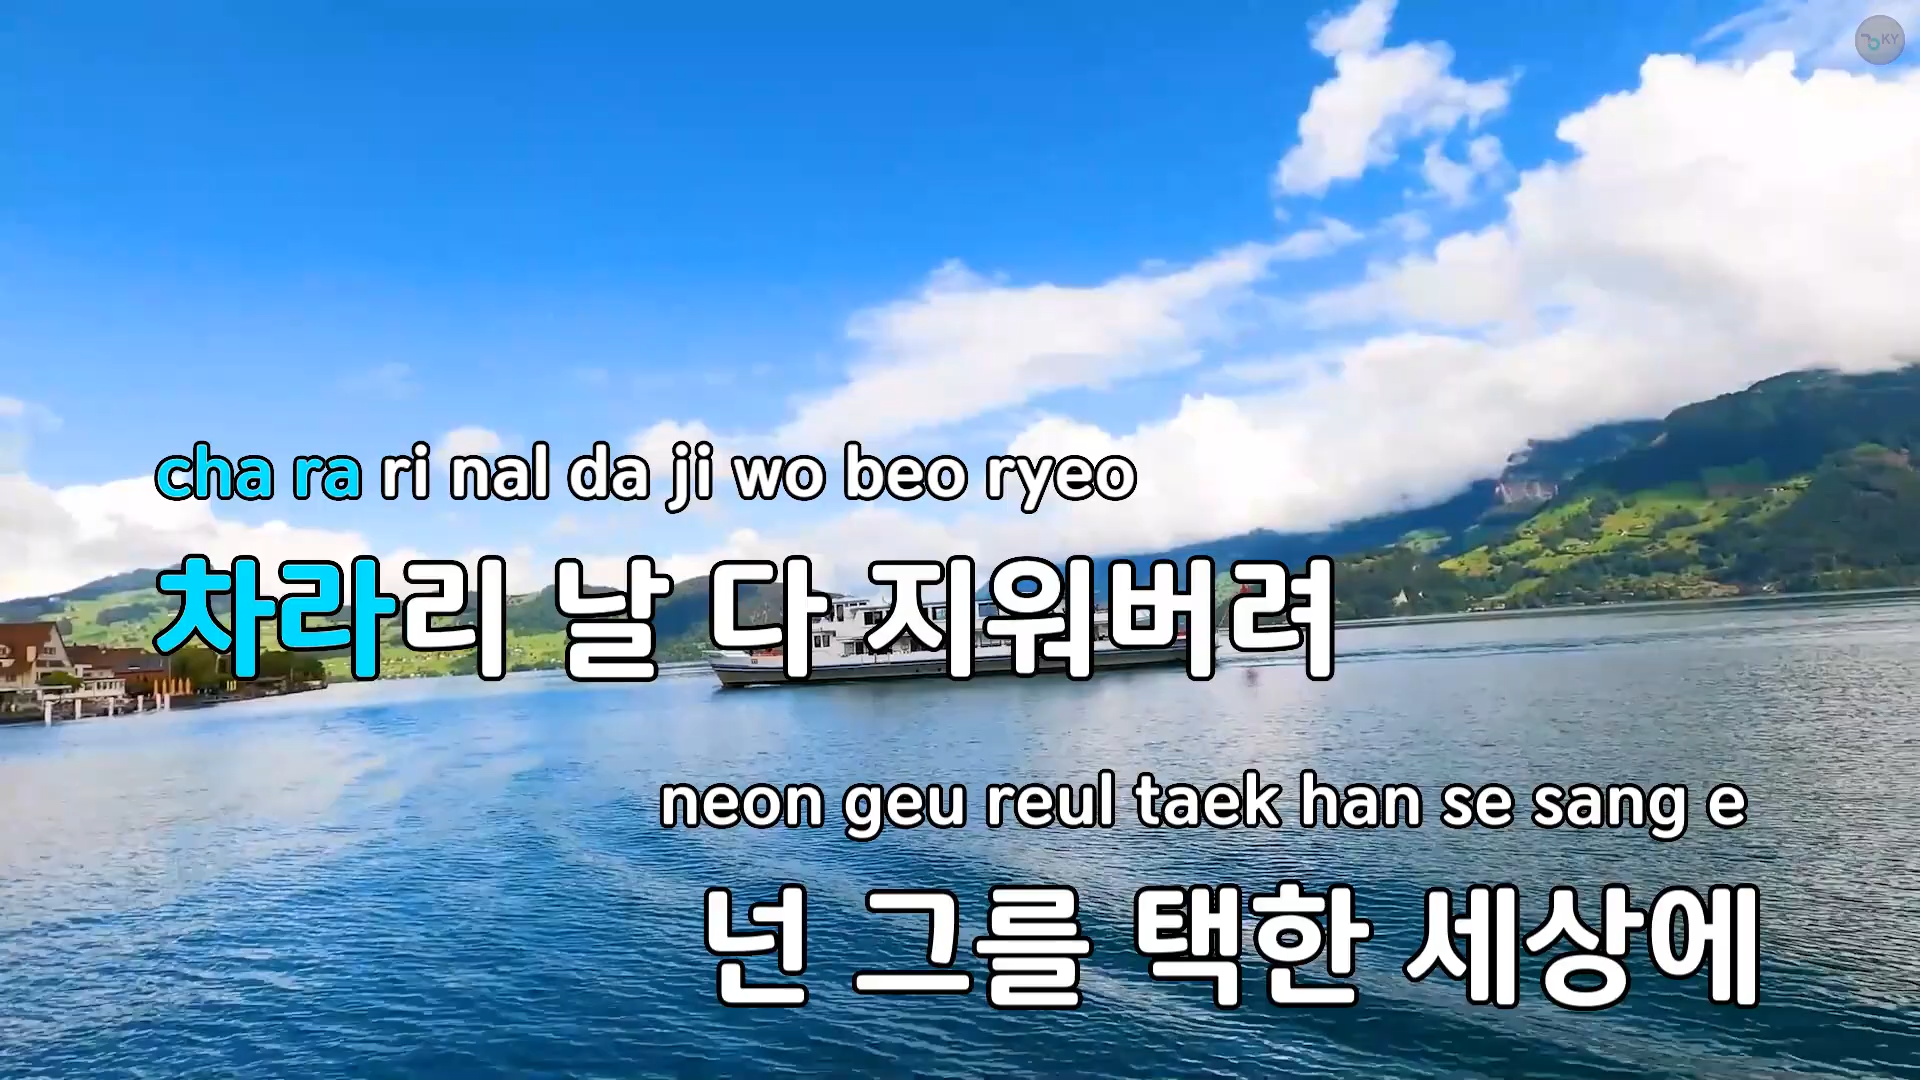 KY
cha ra ri nal da ji wo beo ryeo
차라리 날 다 지워버려
neon geu reul taek han se sang e
넌 그를 택한 세상에